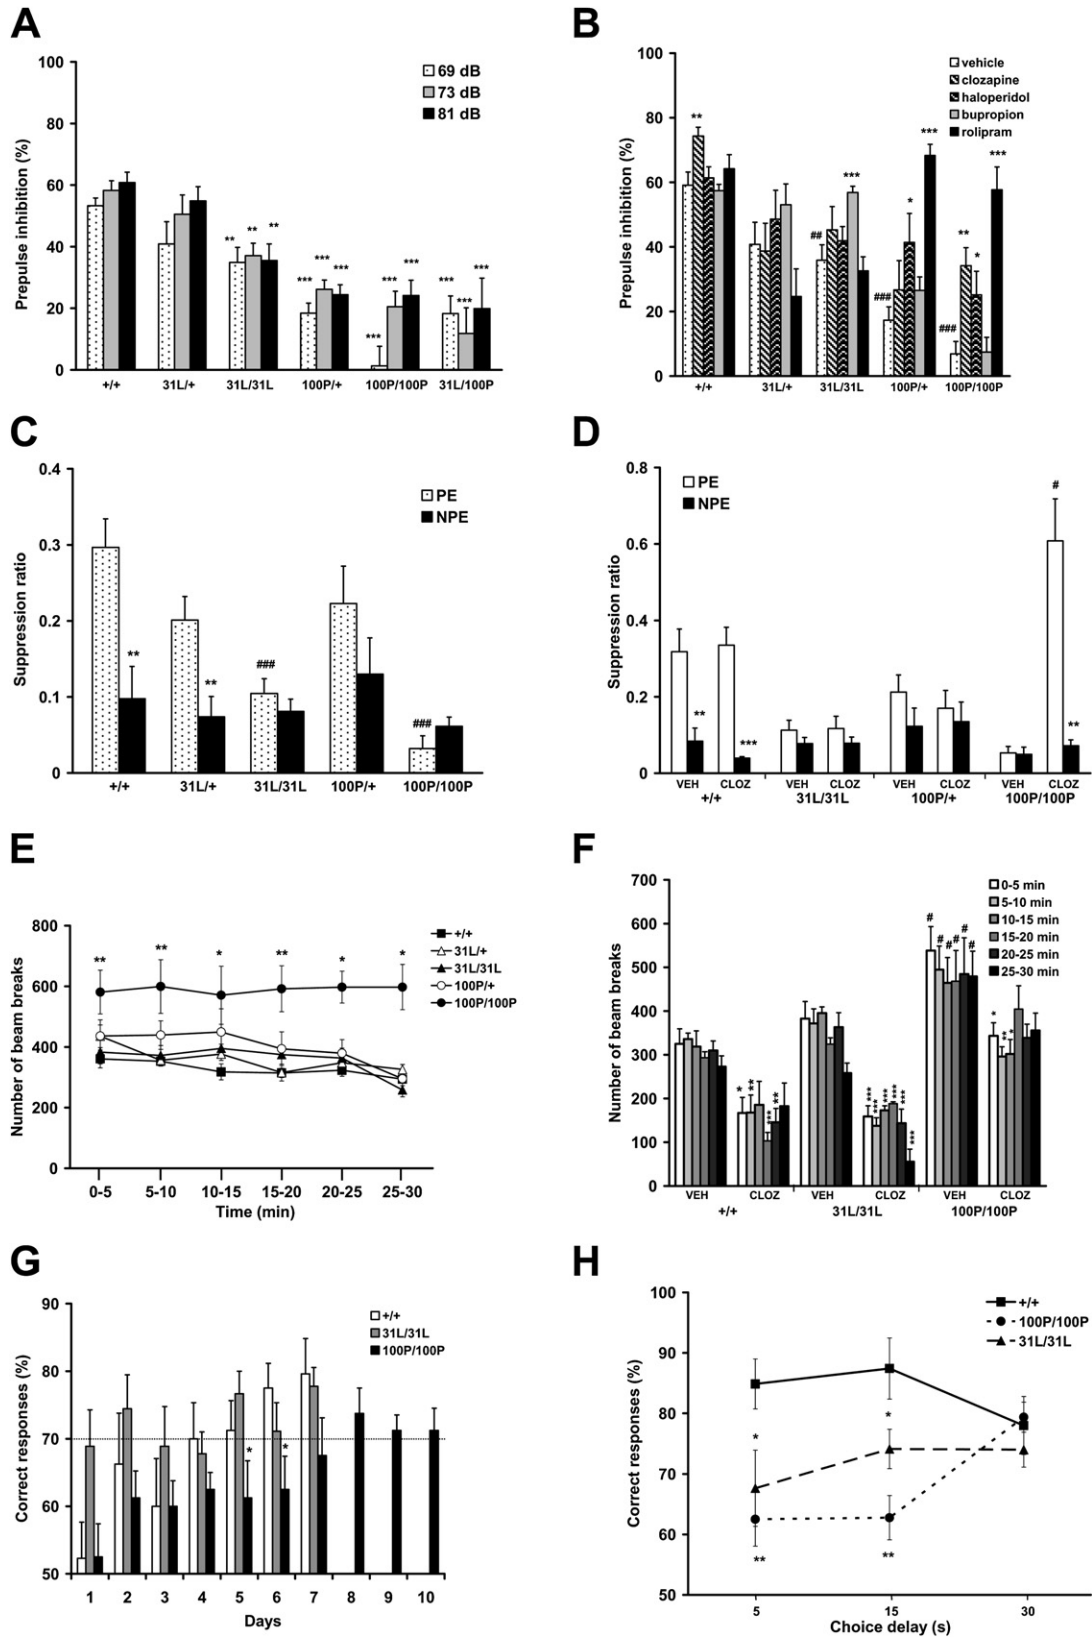 A
Prepulse inhibition (%)
100
80
60
40
20
0
69 dB
73 dB
81 dB
** ** **
*** *** ***
*** *** ***
*** *** ***
+/+ 31L/+ 31L/31L 100P/+ 100P/100P 31L/100P
B
Prepulse inhibition (%)
100
80
60
40
20
0
vehicle
clozapine
haloperidol
bupropion
rolipram
**
## ***
### * ***
### ** * ***
+/+ 31L/+ 31L/31L 100P/+ 100P/100P
C
Suppression ratio
0.4
0.3
0.2
0.1
0
PE
NPE
** ** ### ###
+/+ 31L/+ 31L/31L 100P/+ 100P/100P
D
Suppression ratio
0.8
0.6
0.4
0.2
0
PE
NPE
** *** # **
VEH CLOZ VEH CLOZ VEH CLOZ VEH CLOZ
+/+ 31L/31L 100P/+ 100P/100P
E
Number of beam breaks
800
600
400
200
0
+/+
31L/+
31L/31L
100P/+
100P/100P
** ** * ** * *
0-5 5-10 10-15 15-20 20-25 25-30
Time (min)
F
Number of beam breaks
700
600
500
400
300
200
100
0
0-5 min
5-10 min
10-15 min
15-20 min
20-25 min
25-30 min
* ** *** **
*** *** *** *** *** ***
# # # # # #
* ** *
VEH CLOZ VEH CLOZ VEH CLOZ
+/+ 31L/31L 100P/100P
G
Correct responses (%)
90
80
70
60
50
+/+
31L/31L
100P/100P
* *
1 2 3 4 5 6 7 8 9 10
Days
H
Correct responses (%)
100
90
80
70
60
50
+/+
100P/100P
31L/31L
* *
** **
5 15 30
Choice delay (s)